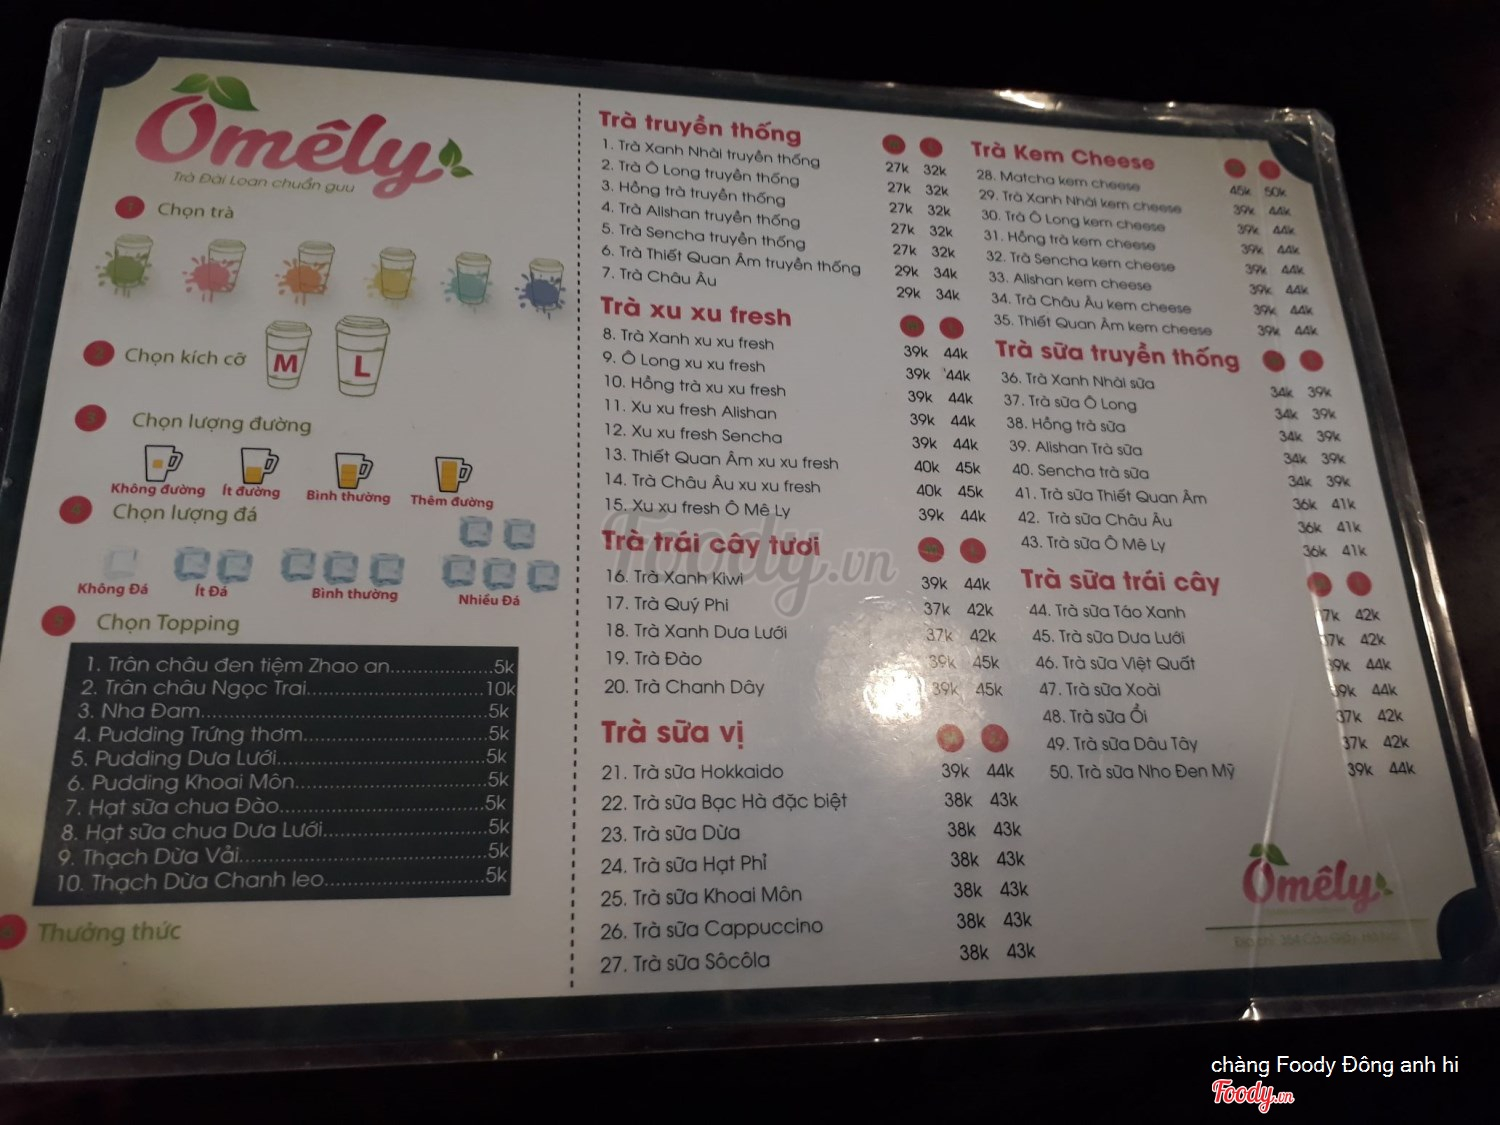 Ômêly
Trà Đài Loan chuẩn guu
1 Chọn trà
2 Chọn kích cỡ
M L
3 Chọn lượng đường
Không đường Ít đường Bình thường Thêm đường
4 Chọn lượng đá
Không Đá Ít Đá Bình thường Nhiều Đá
5 Chọn Topping
1. Trân châu đen tiệm Zhao an....................5k
2. Trân châu Ngọc Trai....................10k
3. Nha Đam....................5k
4. Pudding Trứng thơm....................5k
5. Pudding Dưa Lưới....................5k
6. Pudding Khoai Môn....................5k
7. Hạt sữa chua Đào....................5k
8. Hạt sữa chua Dưa Lưới....................5k
9. Thạch Dừa Vải....................5k
10. Thạch Dừa Chanh leo....................5k
6 Thưởng thức
Trà truyền thống M L
1. Trà Xanh Nhài truyền thống 27k 32k
2. Trà Ô Long truyền thống 27k 32k
3. Hồng trà truyền thống 27k 32k
4. Trà Alishan truyền thống 27k 32k
5. Trà Sencha truyền thống 27k 32k
6. Trà Thiết Quan Âm truyền thống 29k 34k
7. Trà Châu Âu 29k 34k
Trà xu xu fresh M L
8. Trà Xanh xu xu fresh 39k 44k
9. Ô Long xu xu fresh 39k 44k
10. Hồng trà xu xu fresh 39k 44k
11. Xu xu fresh Alishan 39k 44k
12. Xu xu fresh Sencha 39k 44k
13. Thiết Quan Âm xu xu fresh 40k 45k
14. Trà Châu Âu xu xu fresh 40k 45k
15. Xu xu fresh Ô Mê Ly 39k 44k
Trà trái cây tươi M L
16. Trà Xanh Kiwi 39k 44k
17. Trà Quý Phi 37k 42k
18. Trà Xanh Dưa Lưới 37k 42k
19. Trà Đào 39k 45k
20. Trà Chanh Dây 39k 45k
Trà sữa vị M L
21. Trà sữa Hokkaido 39k 44k
22. Trà sữa Bạc Hà đặc biệt 38k 43k
23. Trà sữa Dừa 38k 43k
24. Trà sữa Hạt Phỉ 38k 43k
25. Trà sữa Khoai Môn 38k 43k
26. Trà sữa Cappuccino 38k 43k
27. Trà sữa Sôcôla 38k 43k
Trà Kem Cheese M L
28. Matcha kem cheese 45k 50k
29. Trà Xanh Nhài kem cheese 39k 44k
30. Trà Ô Long kem cheese 39k 44k
31. Hồng trà kem cheese 39k 44k
32. Trà Sencha kem cheese 39k 44k
33. Alishan kem cheese 39k 44k
34. Trà Châu Âu kem cheese 39k 44k
35. Thiết Quan Âm kem cheese 39k 44k
Trà sữa truyền thống M L
36. Trà Xanh Nhài sữa 34k 39k
37. Trà sữa Ô Long 34k 39k
38. Hồng trà sữa 34k 39k
39. Alishan Trà sữa 34k 39k
40. Sencha trà sữa 34k 39k
41. Trà sữa Thiết Quan Âm 36k 41k
42. Trà sữa Châu Âu 36k 41k
43. Trà sữa Ô Mê Ly 36k 41k
Trà sữa trái cây M L
44. Trà sữa Táo Xanh 37k 42k
45. Trà sữa Dưa Lưới 37k 42k
46. Trà sữa Việt Quất 39k 44k
47. Trà sữa Xoài 39k 44k
48. Trà sữa Ổi 37k 42k
49. Trà sữa Dâu Tây 37k 42k
50. Trà sữa Nho Đen Mỹ 39k 44k
Ômêly
Foody.vn
chàng Foody Đông anh hi
Foody.vn